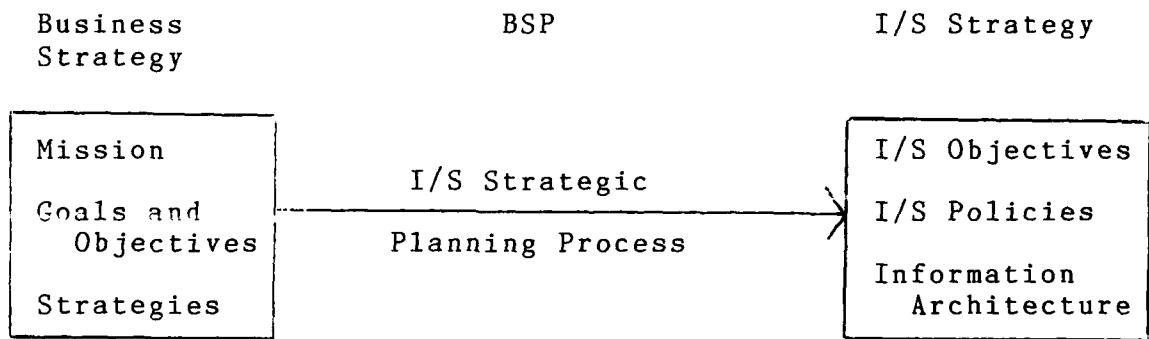 Business
Strategy
BSP
I/S Strategy
Mission
Goals and
Objectives
Strategies
I/S Strategic
Planning Process
I/S Objectives
I/S Policies
Information
Architecture